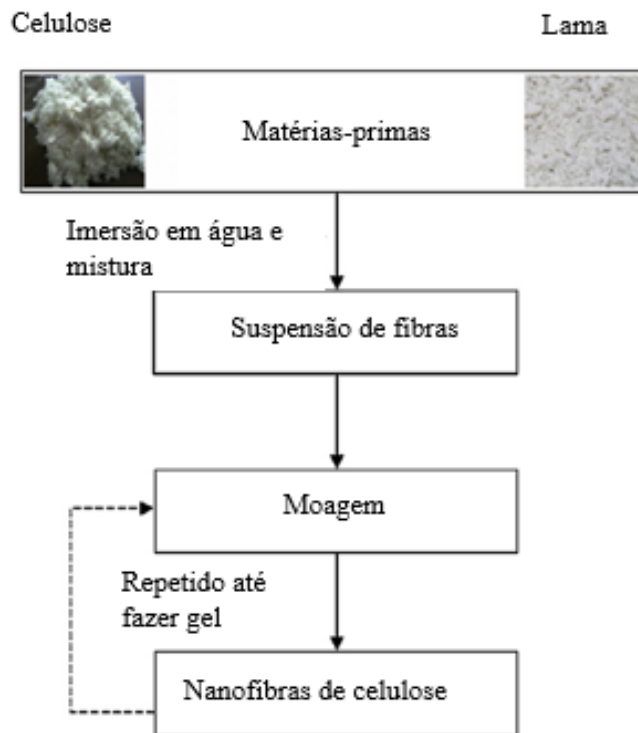 Celulose
Lama
Matérias-primas
Imersão em água e
mistura
Suspensão de fibras
Moagem
Repetido até
fazer gel
Nanofibras de celulose